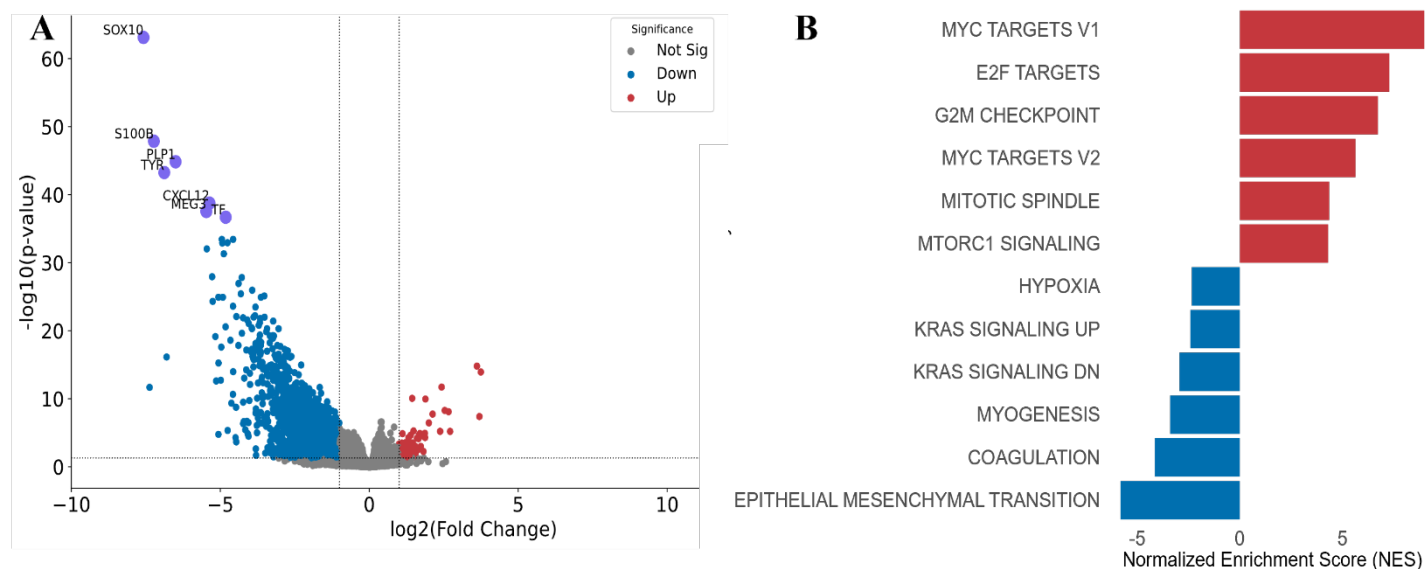 A
SOX10
S100B
PLP1
TYR
CXCL12
MEG3
TF
Significance
Not Sig
Down
Up
60
50
40
30
20
10
0
-log10(p-value)
−10
−5
0
5
10
log2(Fold Change)
B
MYC TARGETS V1
E2F TARGETS
G2M CHECKPOINT
MYC TARGETS V2
MITOTIC SPINDLE
MTORC1 SIGNALING
HYPOXIA
KRAS SIGNALING UP
KRAS SIGNALING DN
MYOGENESIS
COAGULATION
EPITHELIAL MESENCHYMAL TRANSITION
-5
0
5
Normalized Enrichment Score (NES)